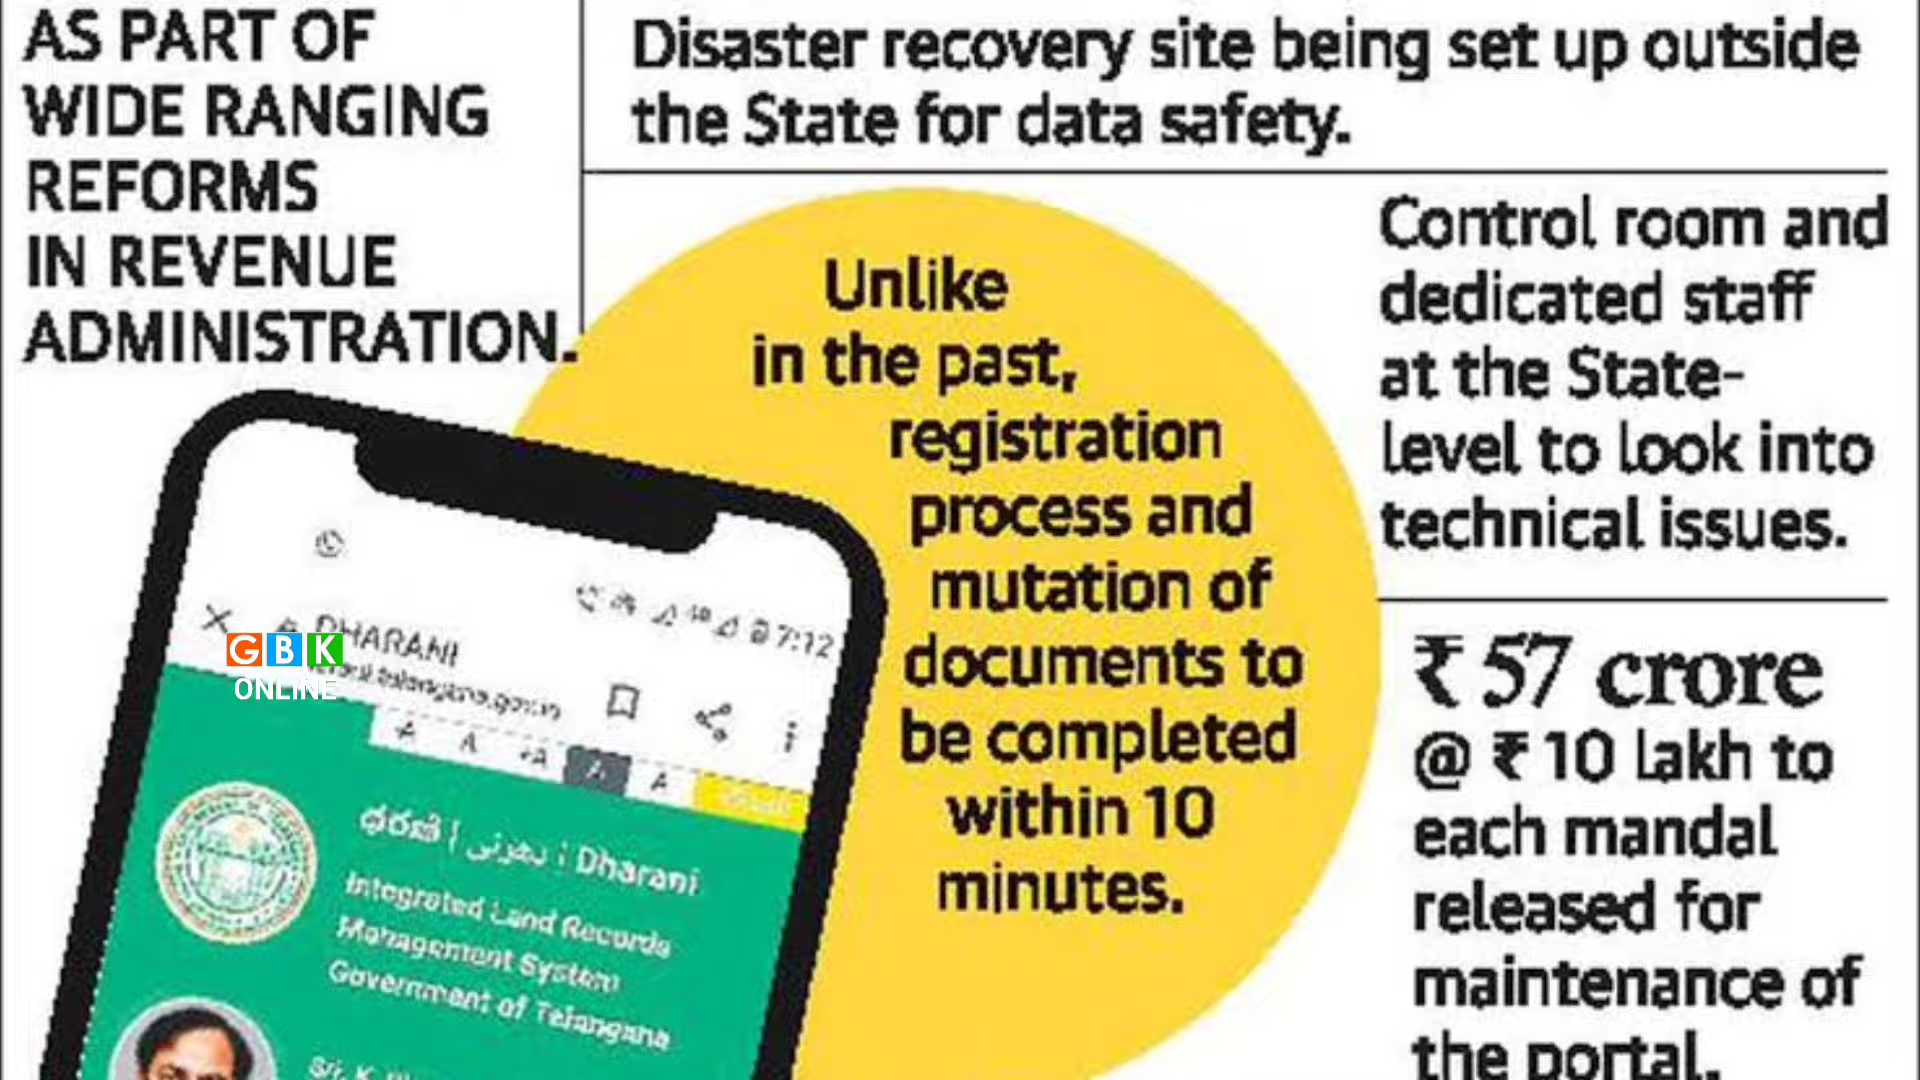 AS PART OF
WIDE RANGING
REFORMS
IN REVENUE
ADMINISTRATION.
Disaster recovery site being set up outside
the State for data safety.
Unlike
in the past,
registration
process and
mutation of
documents to
be completed
within 10
minutes.
Control room and
dedicated staff
at the State-
level to look into
technical issues.
₹ 57 crore
@ ₹ 10 lakh to
each mandal
released for
maintenance of
the portal.
7:12
DHARANI
GBK
ONLINE
-A A +A A A
ధరణి | دھرنی | Dharani
Integrated Land Records
Management System
Government of Telangana
Sri. K.